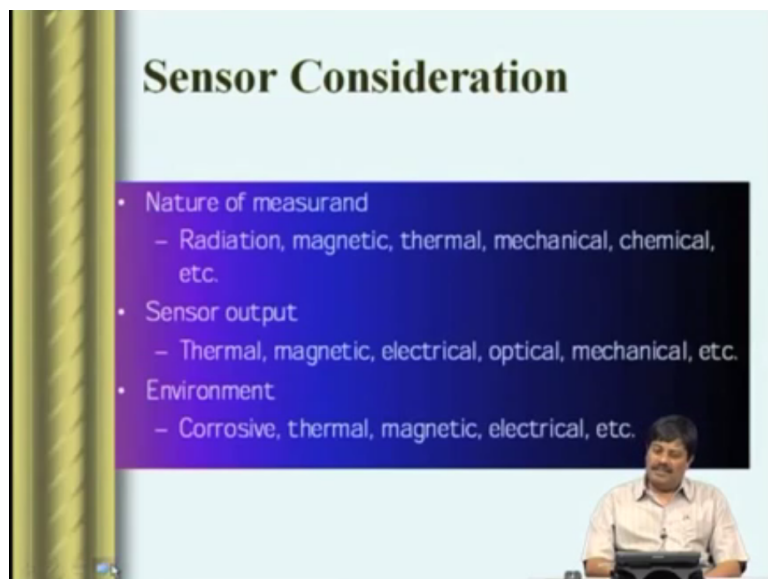 Sensor Consideration
• Nature of measurand
– Radiation, magnetic, thermal, mechanical, chemical,
etc.
• Sensor output
– Thermal, magnetic, electrical, optical, mechanical, etc.
• Environment
– Corrosive, thermal, magnetic, electrical, etc.